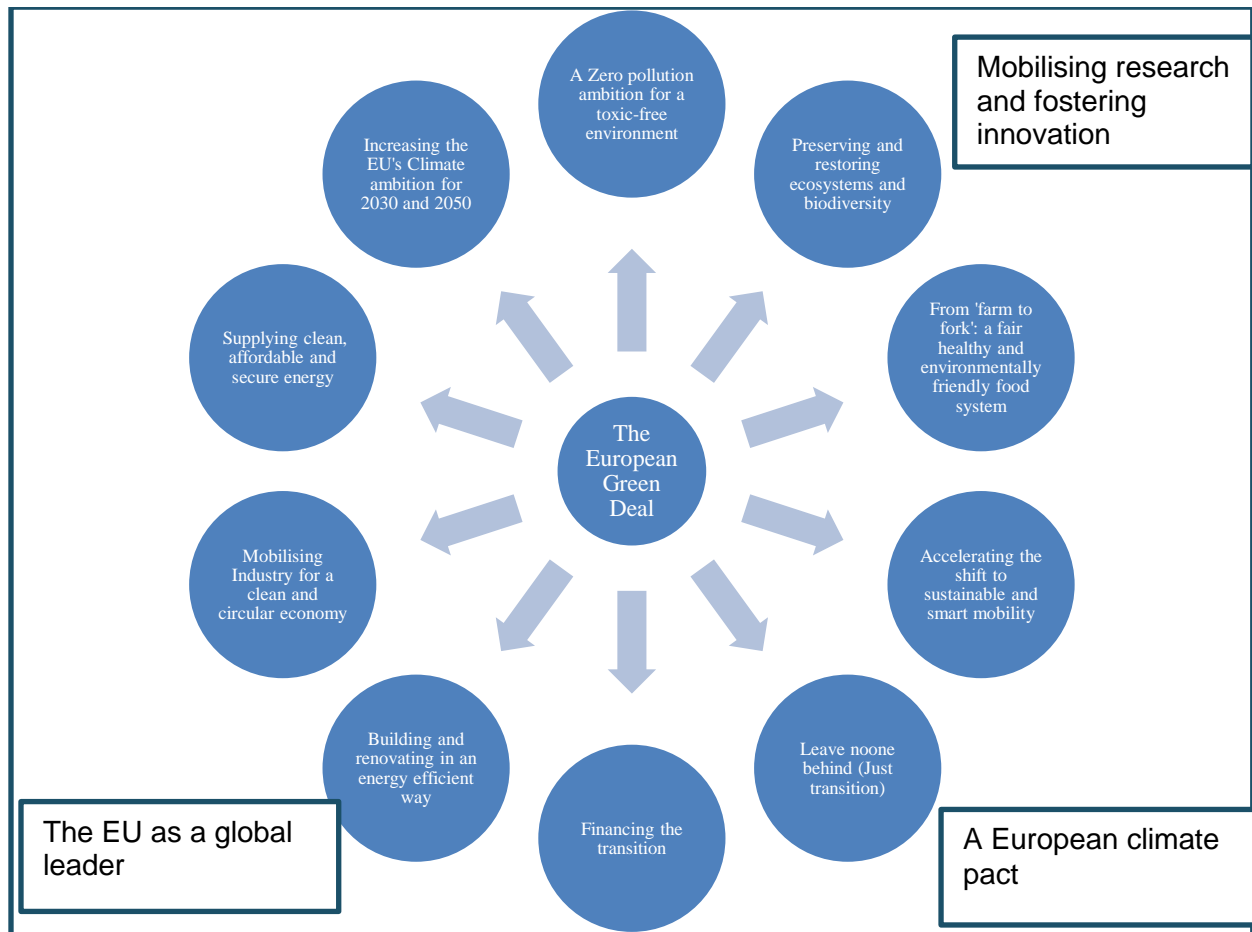 A Zero pollution
ambition for a
toxic-free
environment
Mobilising research
and fostering
innovation
Preserving and
restoring
ecosystems and
biodiversity
From 'farm to
fork': a fair
healthy and
environmentally
friendly food
system
Accelerating the
shift to
sustainable and
smart mobility
Leave noone
behind (Just
transition)
A European climate
pact
Financing the
transition
Building and
renovating in an
energy efficient
way
The EU as a global
leader
Mobilising
Industry for a
clean and
circular economy
Supplying clean,
affordable and
secure energy
Increasing the
EU's Climate
ambition for
2030 and 2050
The
European
Green
Deal